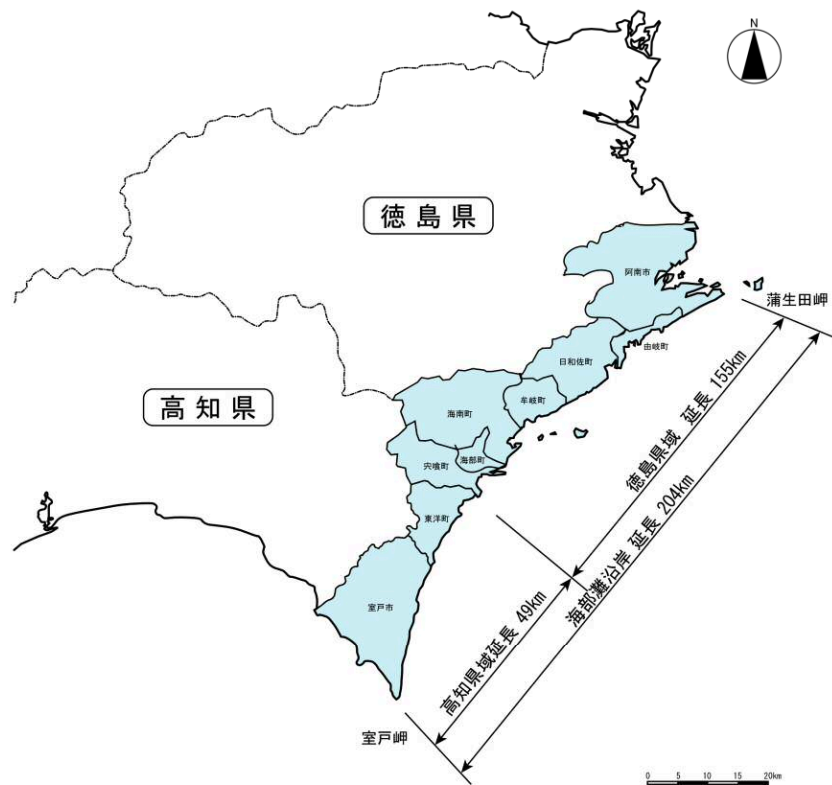 N
徳島県
阿南市
蒲生田岬
由岐町
日和佐町
牟岐町
高知県
海南町
海部町
宍喰町
東洋町
室戸市
徳島県域 延長 155km
海部灘沿岸 延長 204km
高知県域延長 49km
室戸岬
0 5 10 15 20km